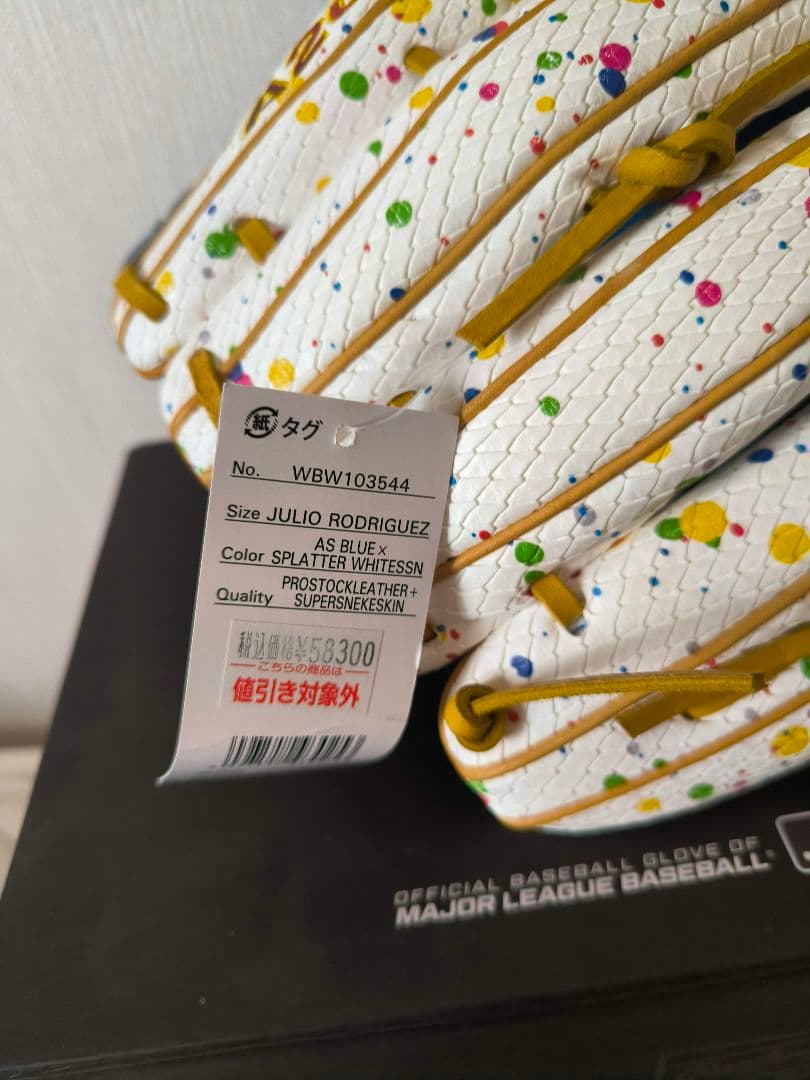 紙 タグ
No. WBW103544
Size JULIO RODRIGUEZ
AS BLUE×
Color SPLATTER WHITESSN
PROSTOCKLEATHER+
Quality SUPERSNEKESKIN
税込価格¥58300
こちらの商品は
値引き対象外
OFFICIAL BASEBALL GLOVE OF
MAJOR LEAGUE BASEBALL